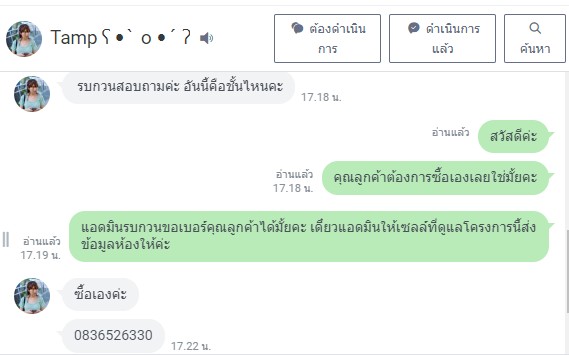 Tamp ʕ •ˋ o •ˊ ʔ
ต้องดำเนิน
การ
ดำเนินการ
แล้ว
ค้นหา
รบกวนสอบถามค่ะ อันนี้คือชั้นไหนคะ
17.18 น.
อ่านแล้ว
สวัสดีค่ะ
อ่านแล้ว
17.18 น.
คุณลูกค้าต้องการซื้อเองเลยใช่มั้ยคะ
แอดมินรบกวนขอเบอร์คุณลูกค้าได้มั้ยคะ เดี๋ยวแอดมินให้เซลล์ที่ดูแลโครงการนี้ส่ง
ข้อมูลห้องให้ค่ะ
อ่านแล้ว
17.19 น.
ซื้อเองค่ะ
0836526330
17.22 น.